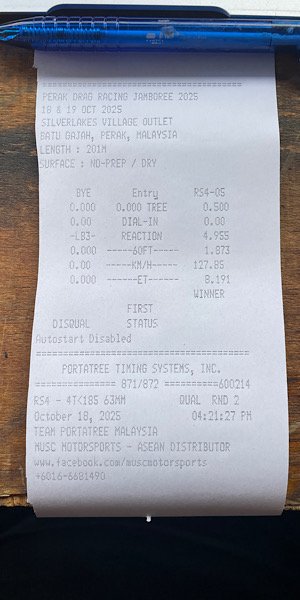 =========================================
PERAK DRAG RACING JAMBOREE 2025
18 & 19 OCT 2025
SILVERLAKES VILLAGE OUTLET
BATU GAJAH, PERAK, MALAYSIA
LENGTH : 201M
SURFACE : NO-PREP / DRY
BYE Entry RS4-05
0.000 0.000 TREE 0.500
0.00 DIAL-IN 0.00
-LB3- REACTION 4.955
0.000 ------60FT------ 1.873
0.00 ------KM/H------ 127.85
0.000 -------ET------- 8.191
WINNER
FIRST
DISQUAL STATUS
Autostart Disabled
=========================================
PORTATREE TIMING SYSTEMS, INC.
=============== 871/872 ==========600214
RS4 - 4T<185 63MM QUAL RND 2
October 18, 2025 04:21:27 PM
TEAM PORTATREE MALAYSIA
MUSC MOTORSPORTS - ASEAN DISTRIBUTOR
www.facebook.com/muscmotorsports
+6016-6681490